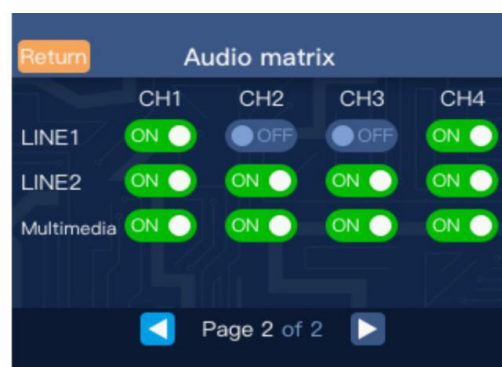 Return Audio matrix
CH1 CH2 CH3 CH4
LINE1 ON OFF OFF ON
LINE2 ON ON ON ON
Multimedia ON ON ON ON
Page 2 of 2